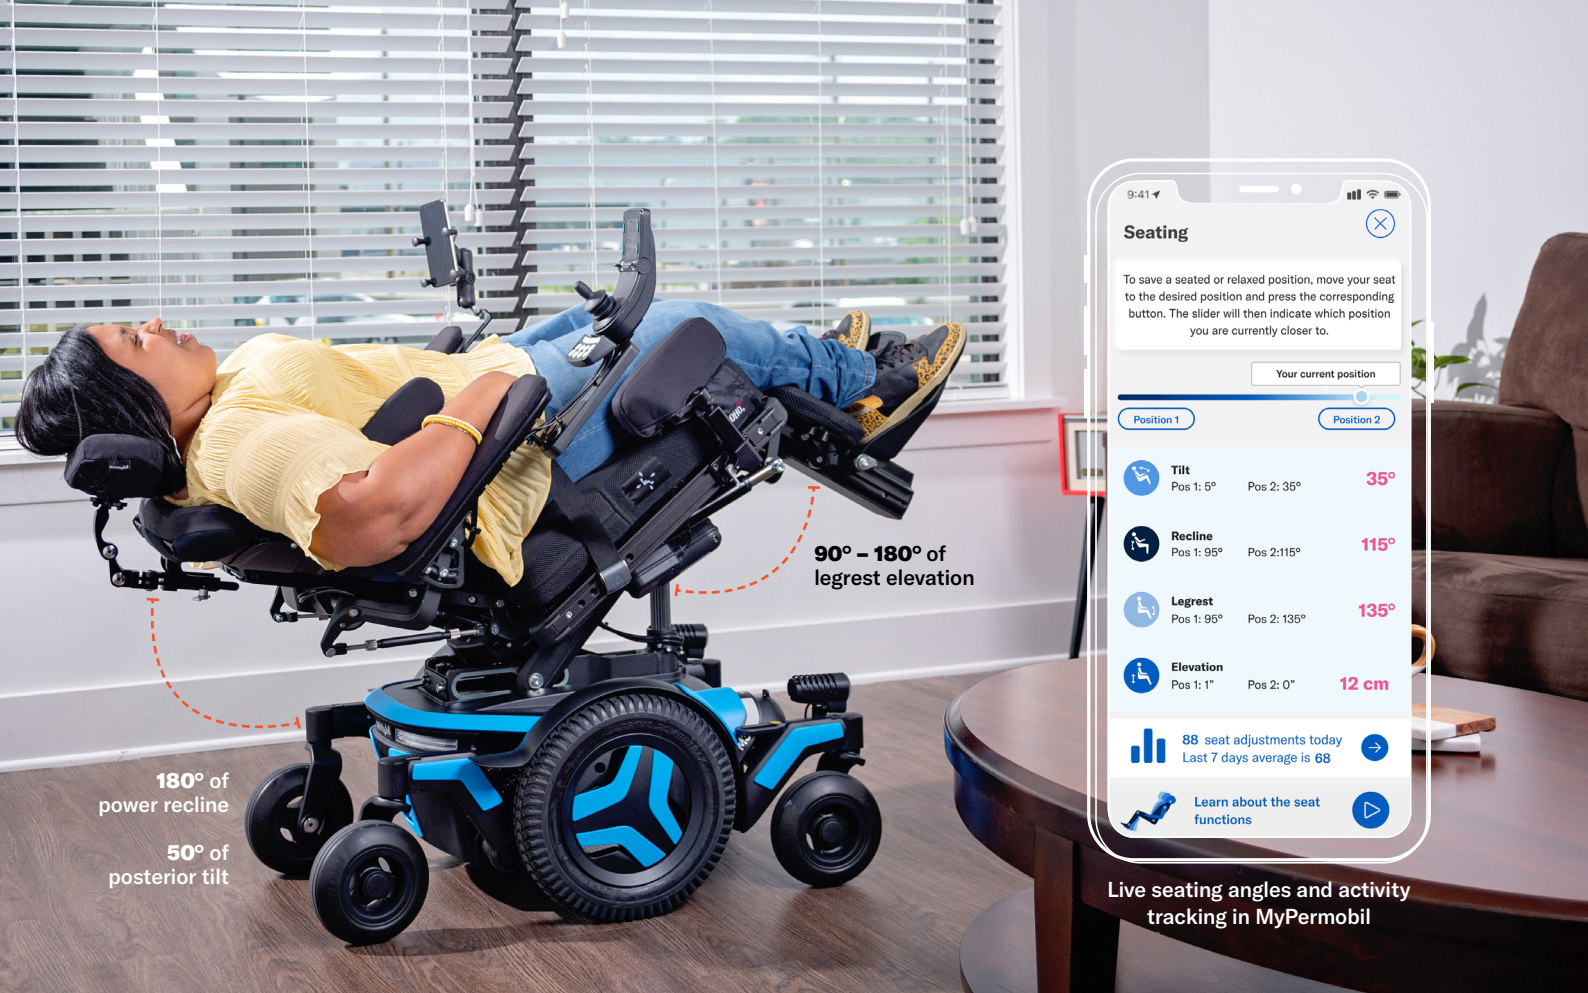 9:41
Seating
To save a seated or relaxed position, move your seat
to the desired position and press the corresponding
button. The slider will then indicate which position
you are currently closer to.
Your current position
Position 1
Position 2
Tilt
Pos 1: 5° Pos 2: 35° 35°
Recline
Pos 1: 95° Pos 2:115° 115°
Legrest
Pos 1: 95° Pos 2: 135° 135°
Elevation
Pos 1: 1" Pos 2: 0" 12 cm
88 seat adjustments today
Last 7 days average is 68
Learn about the seat
functions
Live seating angles and activity
tracking in MyPermobil
ROHO
90° – 180° of
legrest elevation
180° of
power recline
50° of
posterior tilt